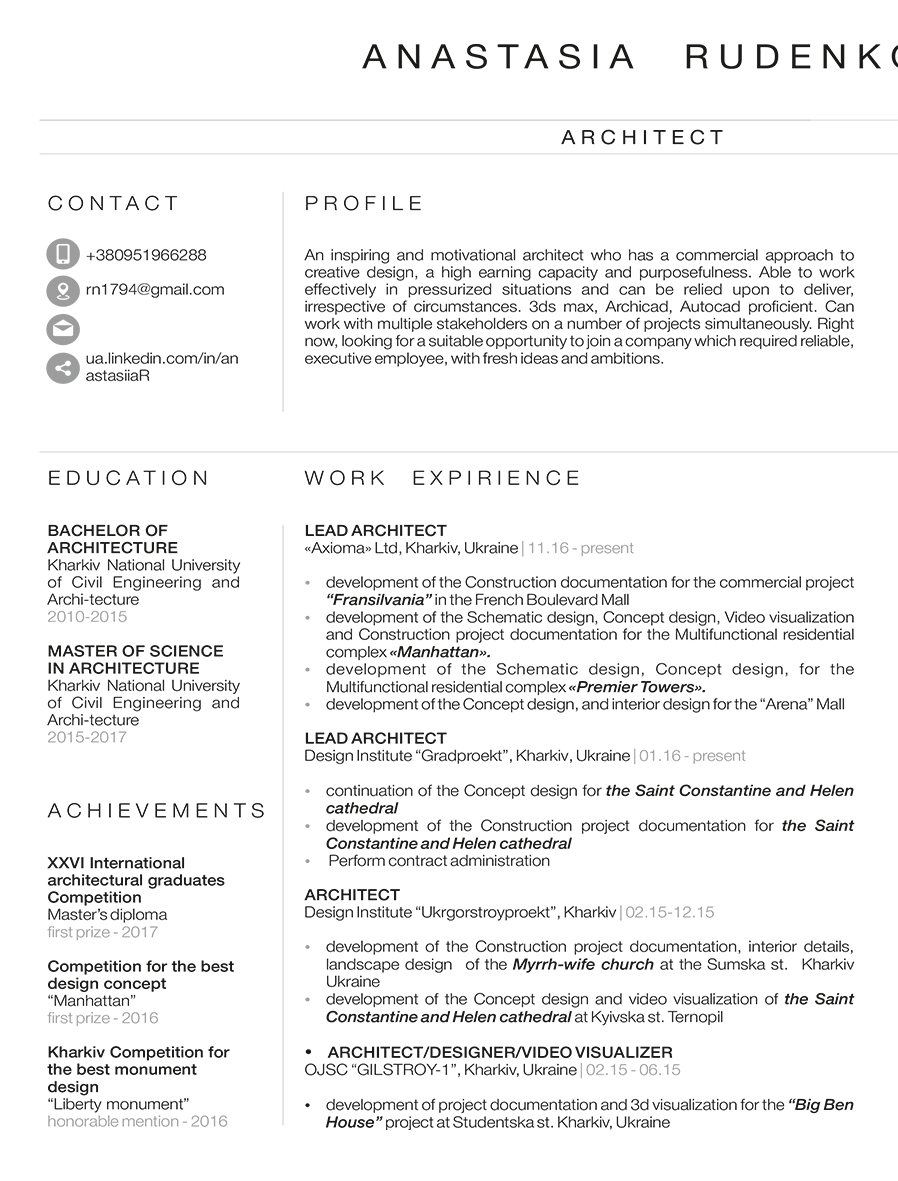 ANASTASIA RUDENKO
ARCHITECT
CONTACT
+380951966288
rn1794@gmail.com
ua.linkedin.com/in/an
astasiiaR
PROFILE
An inspiring and motivational architect who has a commercial approach to
creative design, a high earning capacity and purposefulness. Able to work
effectively in pressurized situations and can be relied upon to deliver,
irrespective of circumstances. 3ds max, Archicad, Autocad proficient. Can
work with multiple stakeholders on a number of projects simultaneously. Right
now, looking for a suitable opportunity to join a company which required reliable,
executive employee, with fresh ideas and ambitions.
EDUCATION
BACHELOR OF
ARCHITECTURE
Kharkiv National University
of Civil Engineering and
Archi-tecture
2010-2015
MASTER OF SCIENCE
IN ARCHITECTURE
Kharkiv National University
of Civil Engineering and
Archi-tecture
2015-2017
ACHIEVEMENTS
XXVI International
architectural graduates
Competition
Master's diploma
first prize - 2017
Competition for the best
design concept
“Manhattan”
first prize - 2016
Kharkiv Competition for
the best monument
design
“Liberty monument”
honorable mention - 2016
WORK EXPIRIENCE
LEAD ARCHITECT
«Axioma» Ltd, Kharkiv, Ukraine | 11.16 - present
• development of the Construction documentation for the commercial project
“Fransilvania” in the French Boulevard Mall
• development of the Schematic design, Concept design, Video visualization
and Construction project documentation for the Multifunctional residential
complex «Manhattan».
• development of the Schematic design, Concept design, for the
Multifunctional residential complex «Premier Towers».
• development of the Concept design, and interior design for the “Arena” Mall
LEAD ARCHITECT
Design Institute “Gradproekt”, Kharkiv, Ukraine | 01.16 - present
• continuation of the Concept design for the Saint Constantine and Helen
cathedral
• development of the Construction project documentation for the Saint
Constantine and Helen cathedral
• Perform contract administration
ARCHITECT
Design Institute “Ukrgorstroyproekt”, Kharkiv | 02.15-12.15
• development of the Construction project documentation, interior details,
landscape design of the Myrrh-wife church at the Sumska st. Kharkiv
Ukraine
• development of the Concept design and video visualization of the Saint
Constantine and Helen cathedral at Kyivska st. Ternopil
• ARCHITECT/DESIGNER/VIDEO VISUALIZER
OJSC “GILSTROY-1”, Kharkiv, Ukraine | 02.15 - 06.15
• development of project documentation and 3d visualization for the “Big Ben
House” project at Studentska st. Kharkiv, Ukraine